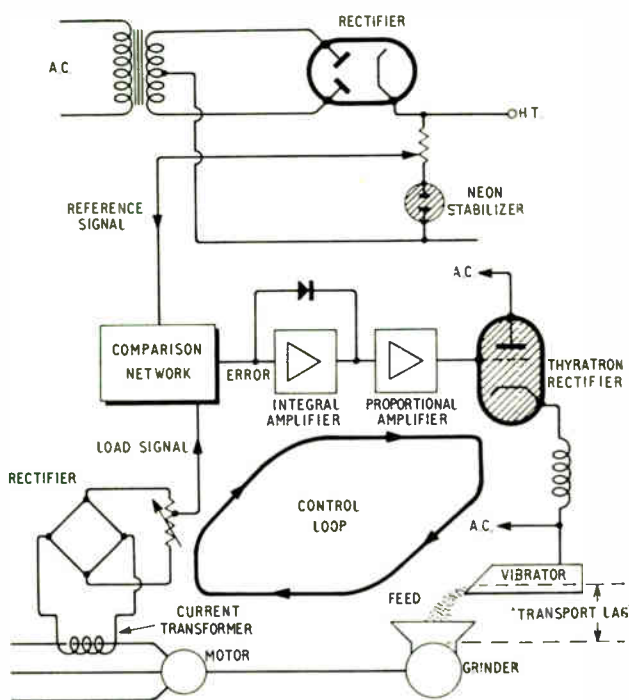 RECTIFIER
A.C.
H.T.
REFERENCE
SIGNAL
NEON
STABILIZER
A.C
COMPARISON
NETWORK
ERROR
INTEGRAL
AMPLIFIER
PROPORTIONAL
AMPLIFIER
THYRATRON
RECTIFIER
LOAD SIGNAL
RECTIFIER
CONTROL
LOOP
A.C.
VIBRATOR
FEED
TRANSPORT LAG
CURRENT
TRANSFORMER
MOTOR
GRINDER